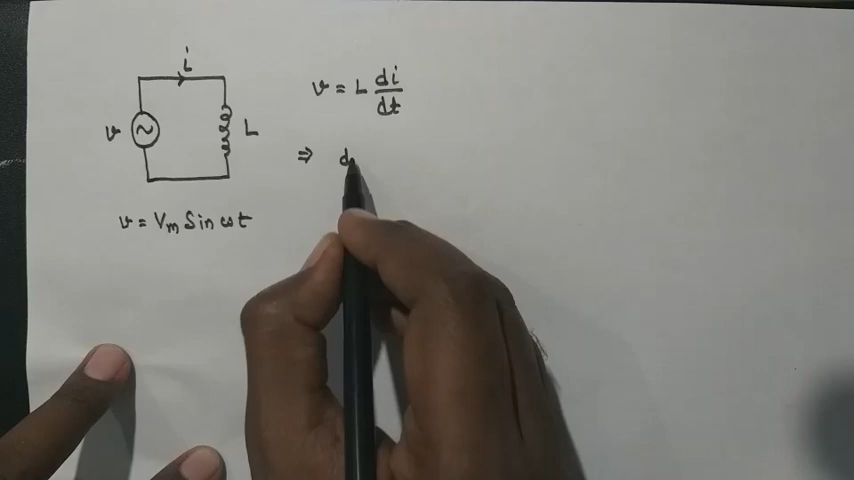 i
v
L
v = L di/dt
⇒ d
v = Vm Sin ωt